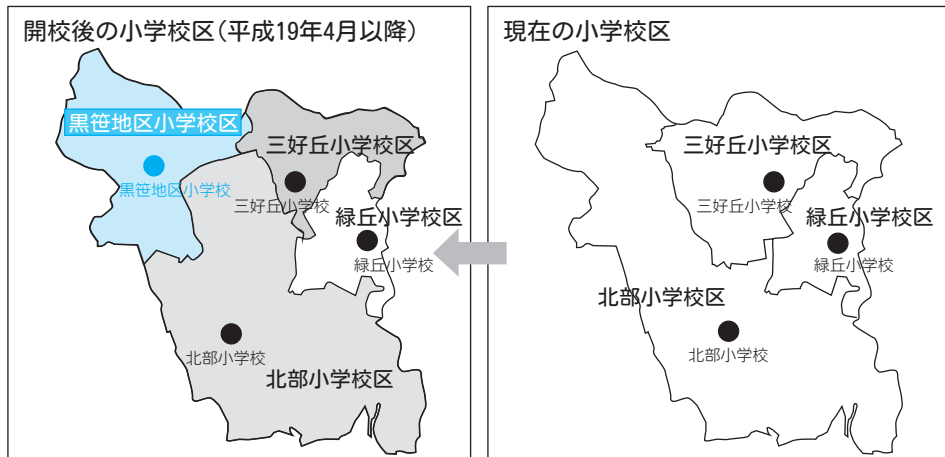 開校後の小学校区(平成19年4月以降)
黒笹地区小学校区
黒笹地区小学校
三好丘小学校区
三好丘小学校
緑丘小学校区
緑丘小学校
北部小学校
北部小学校区
現在の小学校区
三好丘小学校区
三好丘小学校
緑丘小学校区
緑丘小学校
北部小学校区
北部小学校